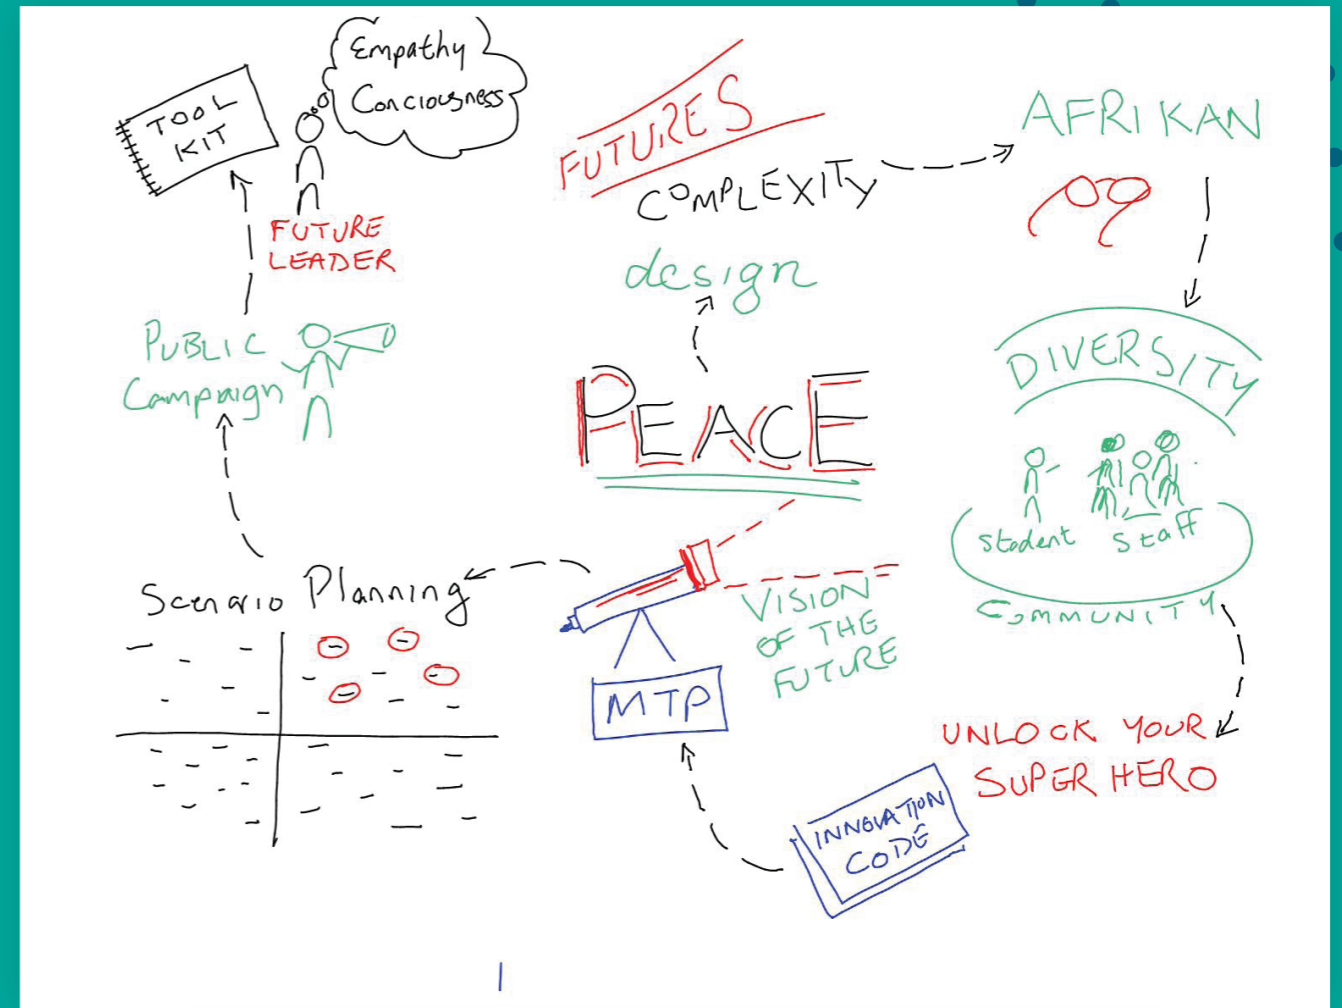 TOOL
KIT
Empathy
Conciousness
FUTURE
LEADER
FUTURES
COMPLEXITY
design
AFRIKAN
PUBLIC
Campaign
PEACE
DIVERSITY
Student Staff
COMMUNITY
Scenario Planning
VISION
OF THE
FUTURE
MTP
UNLOCK YOUR
SUPER HERO
INNOVATION
CODE